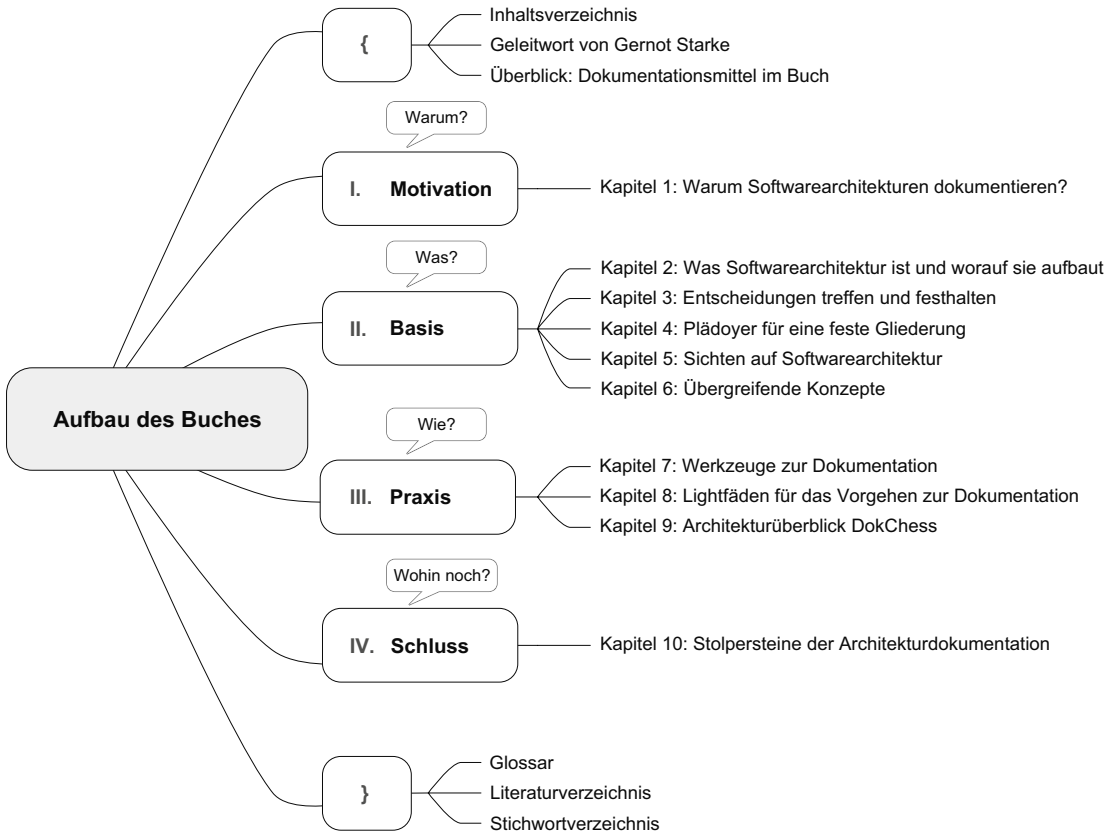 Inhaltsverzeichnis
{
Geleitwort von Gernot Starke
Überblick: Dokumentationsmittel im Buch
Warum?
I. Motivation
Kapitel 1: Warum Softwarearchitekturen dokumentieren?
Was?
Kapitel 2: Was Softwarearchitektur ist und worauf sie aufbaut
Kapitel 3: Entscheidungen treffen und festhalten
II. Basis
Kapitel 4: Plädoyer für eine feste Gliederung
Kapitel 5: Sichten auf Softwarearchitektur
Kapitel 6: Übergreifende Konzepte
Aufbau des Buches
Wie?
Kapitel 7: Werkzeuge zur Dokumentation
III. Praxis
Kapitel 8: Lightfäden für das Vorgehen zur Dokumentation
Kapitel 9: Architekturüberblick DokChess
Wohin noch?
IV. Schluss
Kapitel 10: Stolpersteine der Architekturdokumentation
Glossar
}
Literaturverzeichnis
Stichwortverzeichnis